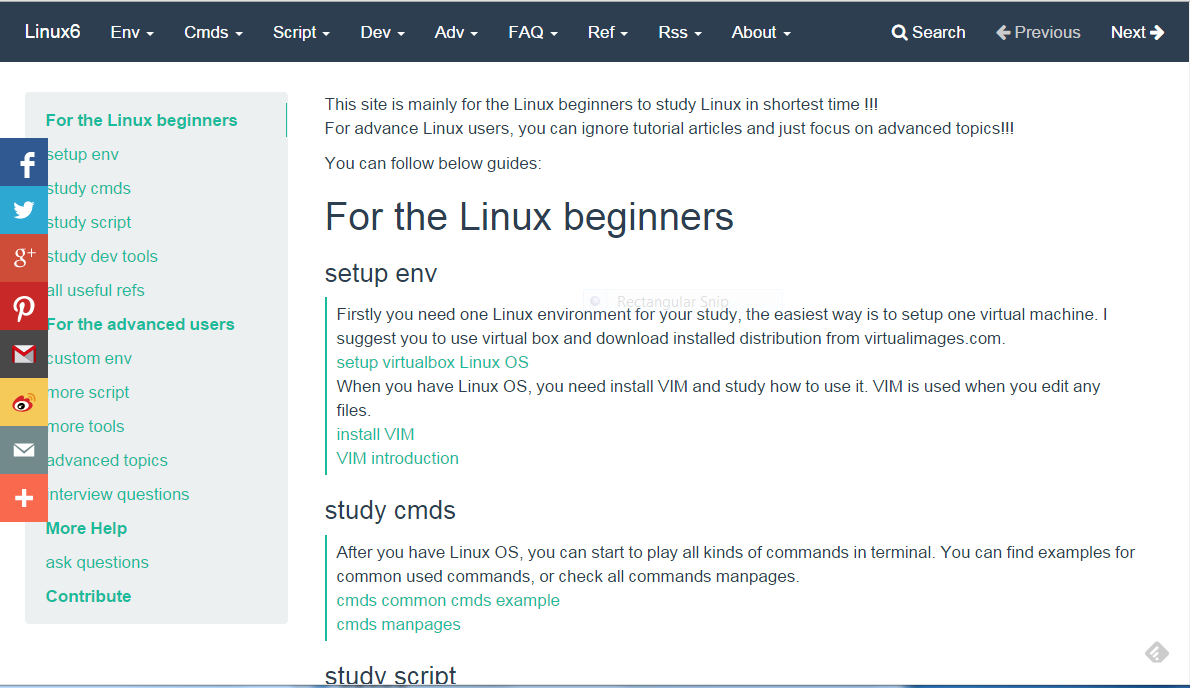 Linux6 Env Cmds Script Dev Adv FAQ Ref Rss About Search Previous Next
For the Linux beginners
setup env
study cmds
study script
study dev tools
all useful refs
For the advanced users
custom env
more script
more tools
advanced topics
interview questions
More Help
ask questions
Contribute
g+
This site is mainly for the Linux beginners to study Linux in shortest time !!!
For advance Linux users, you can ignore tutorial articles and just focus on advanced topics!!!
You can follow below guides:
For the Linux beginners
setup env
Rectangular Snip
Firstly you need one Linux environment for your study, the easiest way is to setup one virtual machine. I
suggest you to use virtual box and download installed distribution from virtualimages.com.
setup virtualbox Linux OS
When you have Linux OS, you need install VIM and study how to use it. VIM is used when you edit any
files.
install VIM
VIM introduction
study cmds
After you have Linux OS, you can start to play all kinds of commands in terminal. You can find examples for
common used commands, or check all commands manpages.
cmds common cmds example
cmds manpages
study script